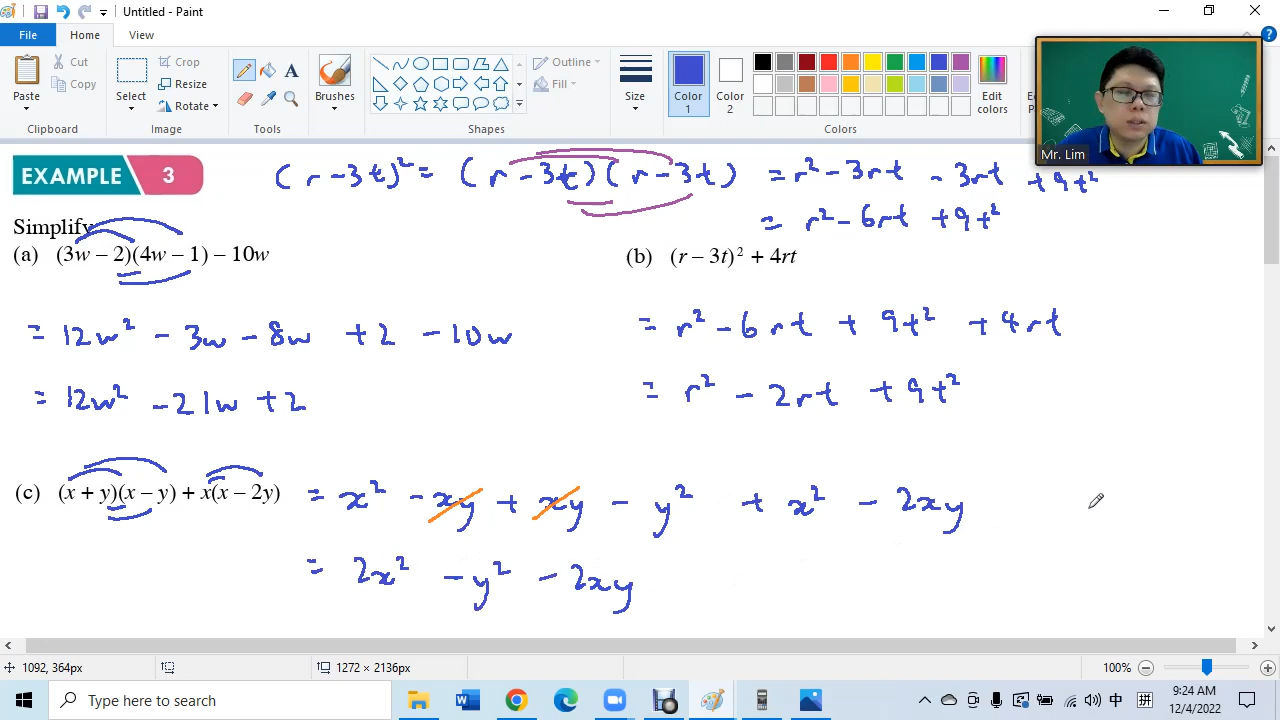 Untitled - Paint
File Home View
Paste Cut Copy Clipboard
Select Crop Resize Rotate Image
Tools
Brushes
Outline Fill Shapes
Size
Color 1 Color 2 Edit colors Colors
Mr. Lim
EXAMPLE 3
(r - 3t)² = (r - 3t)(r - 3t) = r² - 3rt - 3rt + 9t²
= r² - 6rt + 9t²
Simplify
(a) (3w − 2)(4w − 1) − 10w
= 12w² - 3w - 8w + 2 - 10w
= 12w² - 21w + 2
(b) (r − 3t)² + 4rt
= r² - 6rt + 9t² + 4rt
= r² - 2rt + 9t²
(c) (x + y)(x − y) + x(x − 2y) = x² - xy + xy - y² + x² - 2xy
= 2x² - y² - 2xy
1092, 364px 1272 × 2136px 100%
Type here to search
中 拼 9:24 AM
12/4/2022